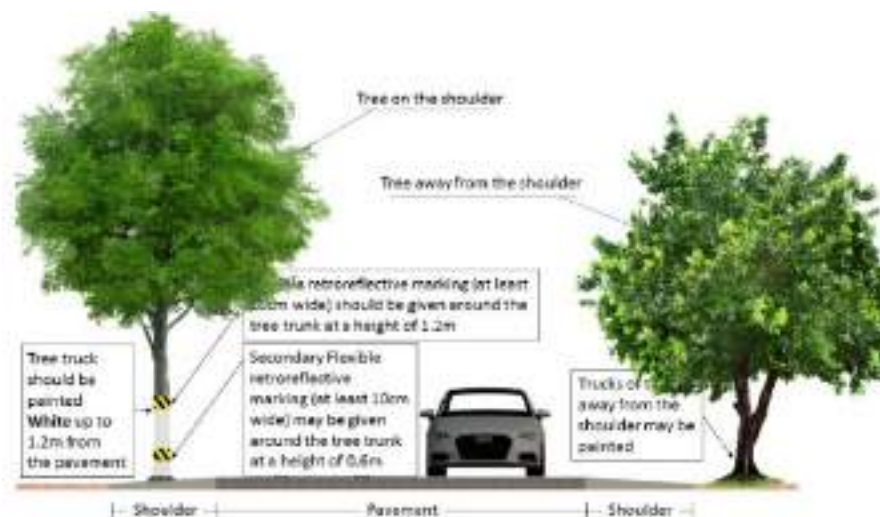 Tree on the shoulder
Tree away from the shoulder
retroreflective marking (at least
wide) should be given around the
tree trunk at a height of 1.2m
Tree truck
should be
painted
White up to
1.2m from
the pavement
Secondary Flexible
retroreflective
marking (at least 10cm
wide) may be given
around the tree trunk
at a height of 0.6m
Trucks of
away from the
shoulder may be
painted
Shoulder
Pavement
Shoulder